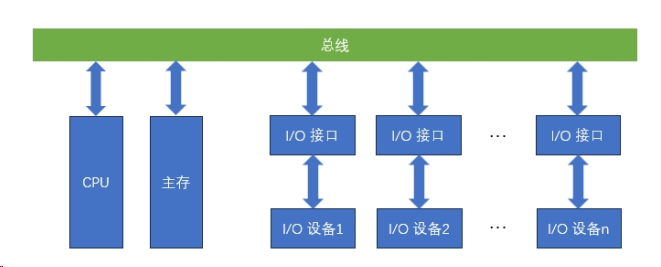 总线
CPU
主存
I/O 接口
I/O 接口
...
I/O 接口
I/O 设备1
I/O 设备2
...
I/O 设备n